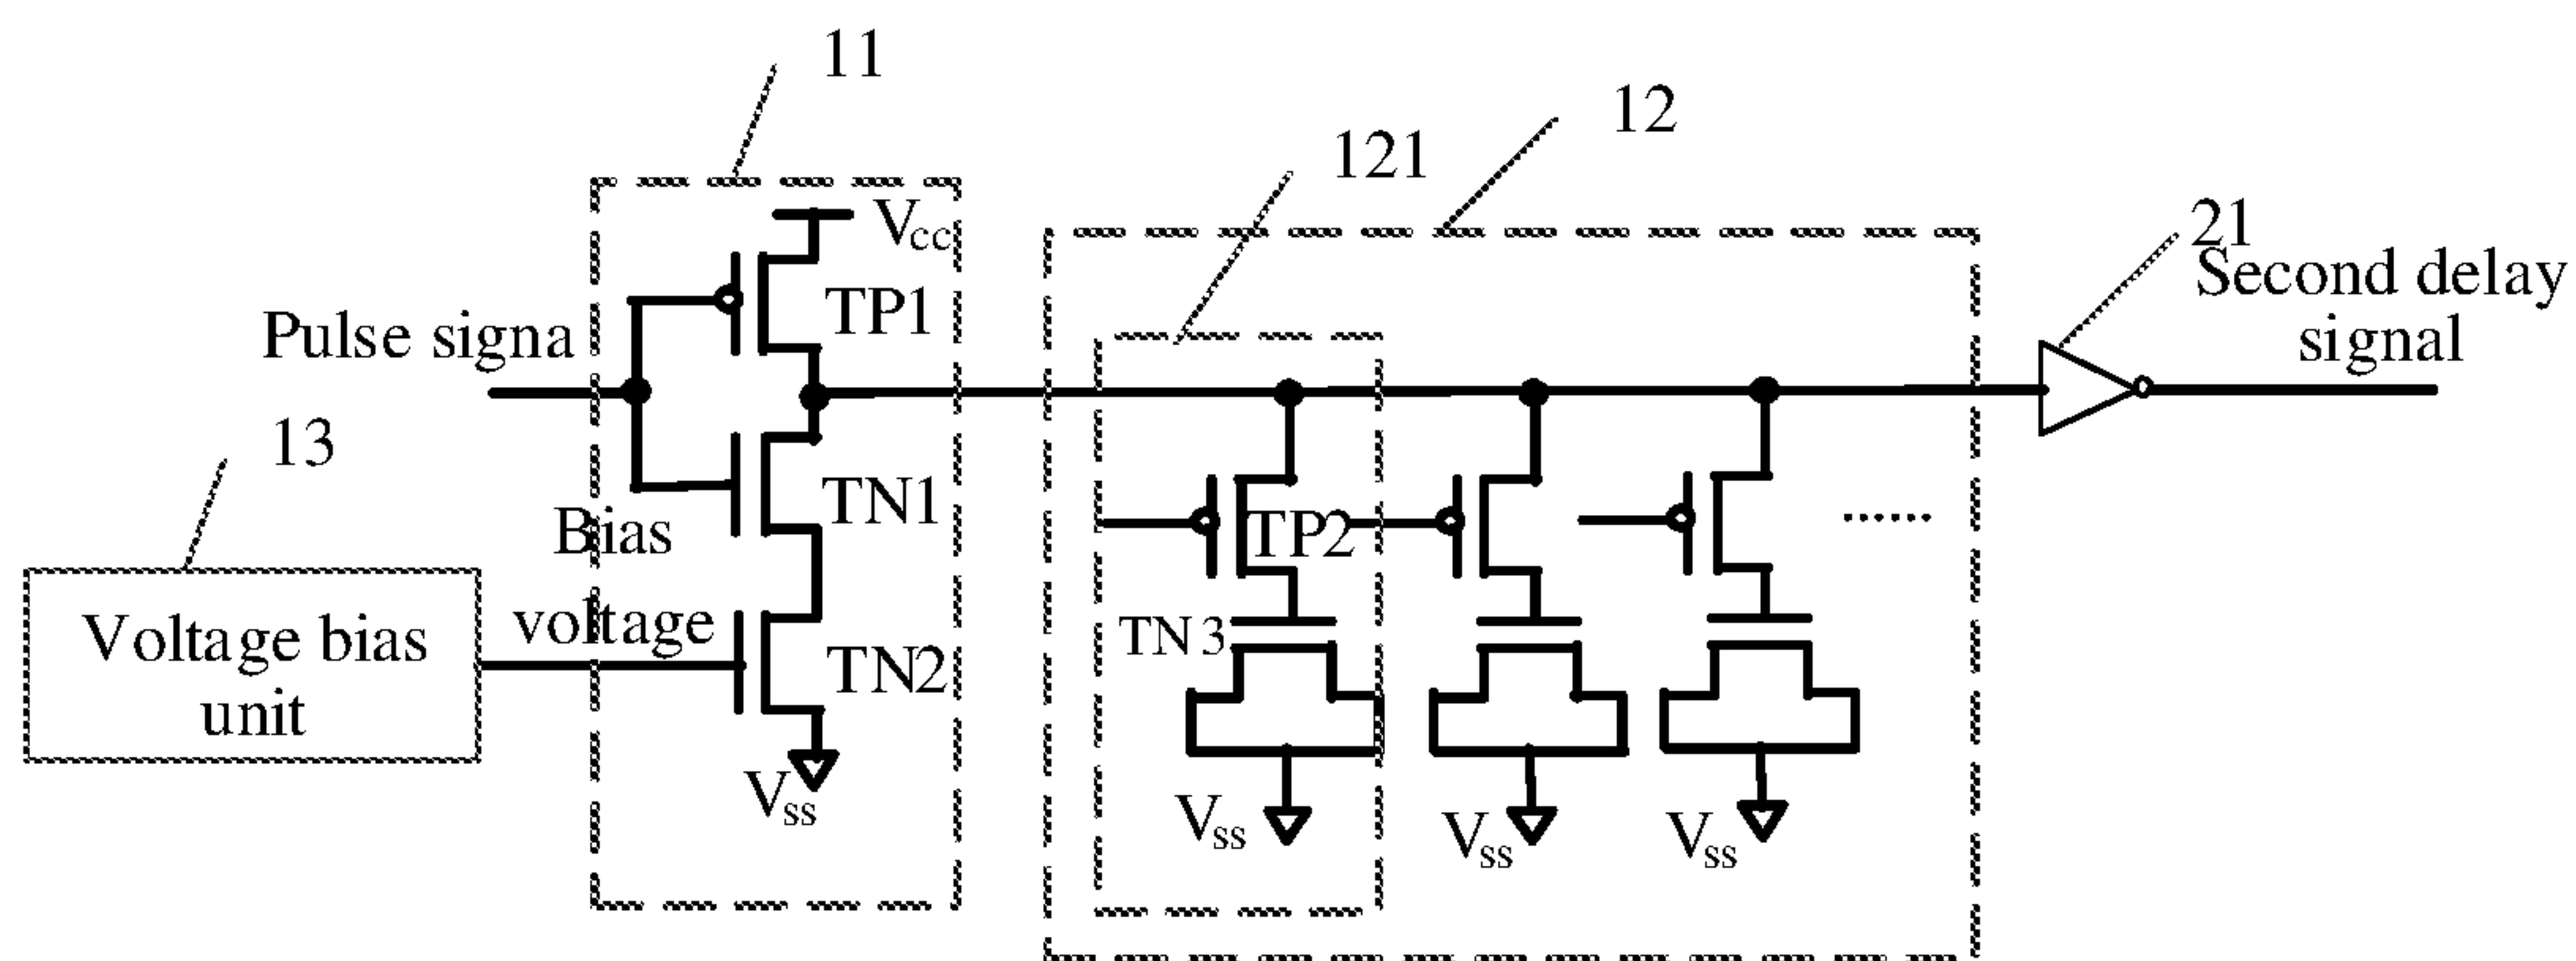 11
12
121
21
Vcc
Second delay
signal
TP1
Pulse signa
13
TN1
Bias
TP2
......
voltage
Voltage bias
unit
TN3
TN2
Vss
Vss
Vss
Vss